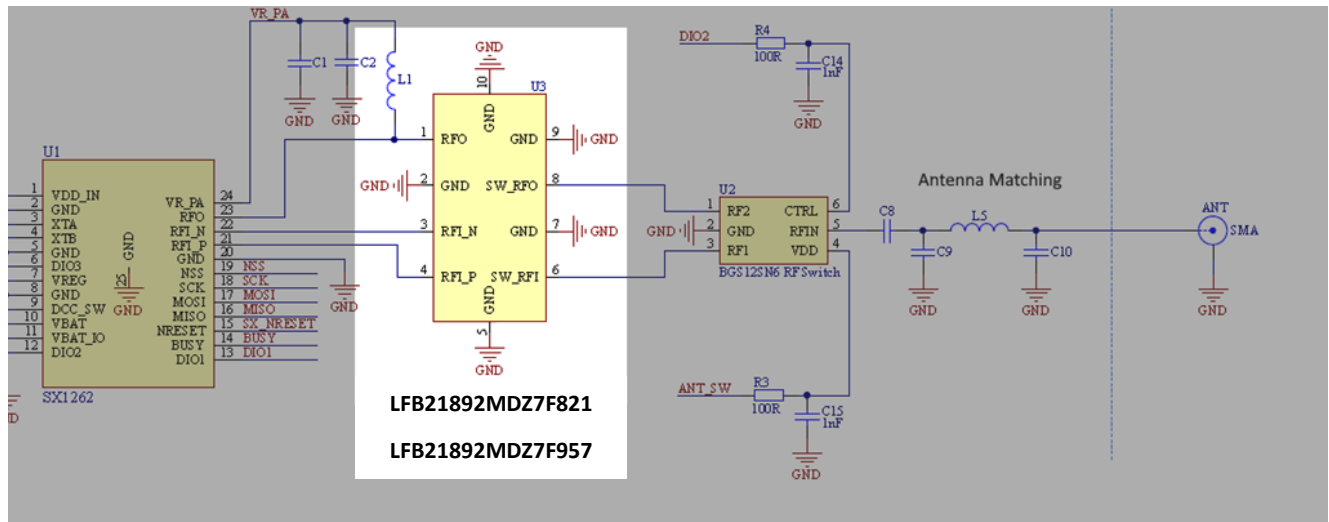 VR_PA
C1
C2
L1
GND
GND
GND
10
U3
GND
1 RFO
GND 9 GND
GND 2 GND
SW_RFO 8
3 RFI_N
GND 7 GND
4 RFI_P
SW_RFI 6
GND
5
GND
LFB21892MDZ7F821
LFB21892MDZ7F957
U1
1 VDD_IN
2 GND
3 XTA
4 XTB
5 GND
6 DIO3
7 VREG
8 GND
9 DCC_SW
10 VBAT
11 VBAT_IO
12 DIO2
GND
25
GND
VR_PA 24
RFO 23
RFI_N 22
RFI_P 21
GND 20
NSS 19 NSS
SCK 18 SCK
MOSI 17 MOSI
MISO 16 MISO
NRESET 15 SX_NRESET
BUSY 14 BUSY
DIO1 13 DIO1
GND
SX1262
DIO2
R4
100R
C14
1nF
GND
U2
1 RF2
GND 2 GND
3 RF1
CTRL 6
RFIN 5
VDD 4
BGS12SN6 RFSwitch
ANT_SW
R3
100R
C15
1nF
GND
Antenna Matching
C8
L5
C9
GND
C10
GND
ANT
SMA
GND